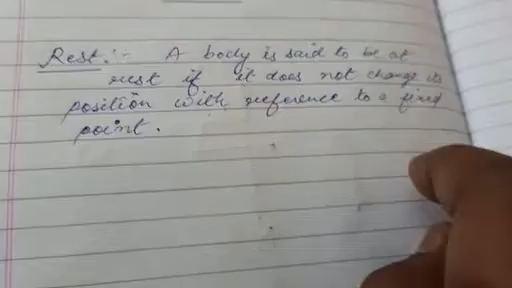 Rest:- A body is said to be at
rest if it does not change its
position with reference to a fixed
point.